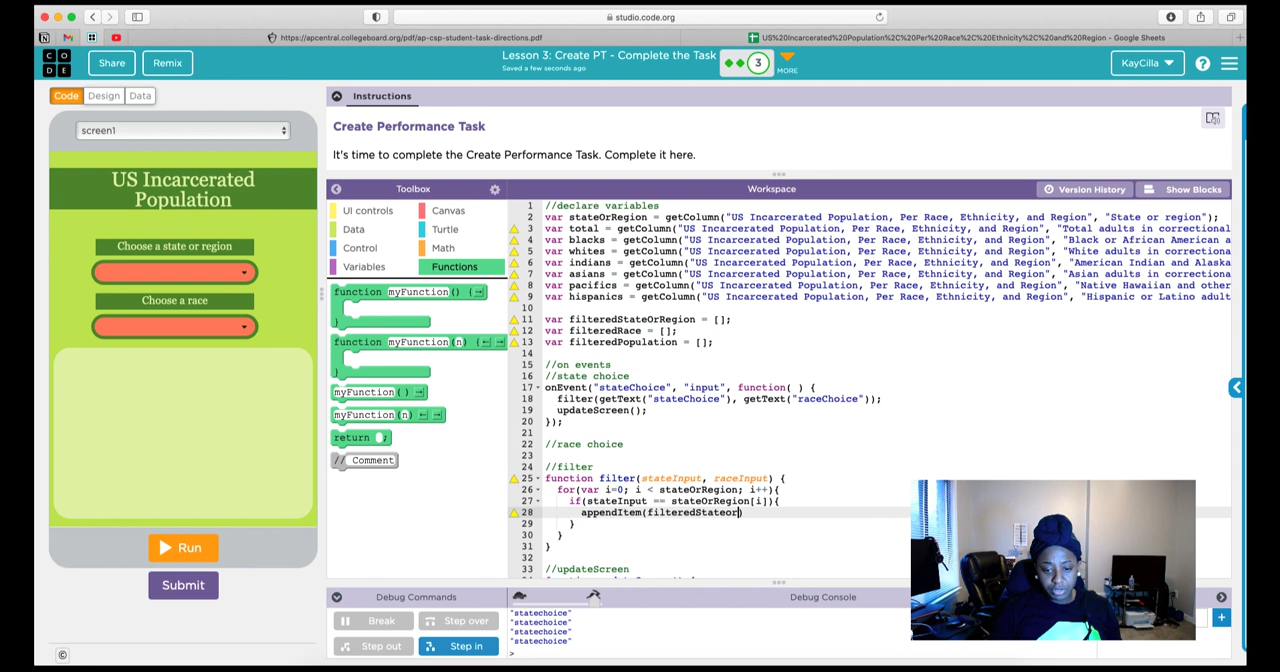 studio.code.org
https://apcentral.collegeboard.org/pdf/ap-csp-student-task-directions.pdf
US%20Incarcerated%20Population%2C%20Per%20Race%2C%20Ethnicity%2C%20and%20Region - Google Sheets
C O
D E
Share
Remix
Lesson 3: Create PT - Complete the Task
Saved a few seconds ago
3
MORE
KayCilla
?
Code
Design
Data
screen1
US Incarcerated
Population
Choose a state or region
Choose a race
Run
Submit
Instructions
Create Performance Task
It's time to complete the Create Performance Task. Complete it here.
Toolbox
Workspace
Version History
Show Blocks
UI controls
Canvas
Data
Turtle
Control
Math
Variables
Functions
function myFunction() {
}
function myFunction(n) {
}
myFunction()
myFunction(n)
return ;
// Comment
1 //declare variables
2 var stateOrRegion = getColumn("US Incarcerated Population, Per Race, Ethnicity, and Region", "State or region");
3 var total = getColumn("US Incarcerated Population, Per Race, Ethnicity, and Region", "Total adults in correctional
4 var blacks = getColumn("US Incarcerated Population, Per Race, Ethnicity, and Region", "Black or African American a
5 var whites = getColumn("US Incarcerated Population, Per Race, Ethnicity, and Region", "White adults in correctiona
6 var indians = getColumn("US Incarcerated Population, Per Race, Ethnicity, and Region", "American Indian and Alaska
7 var asians = getColumn("US Incarcerated Population, Per Race, Ethnicity, and Region", "Asian adults in correctiona
8 var pacifics = getColumn("US Incarcerated Population, Per Race, Ethnicity, and Region", "Native Hawaiian and other
9 var hispanics = getColumn("US Incarcerated Population, Per Race, Ethnicity, and Region", "Hispanic or Latino adult
10
11 var filteredStateOrRegion = [];
12 var filteredRace = [];
13 var filteredPopulation = [];
14
15 //on events
16 //state choice
17 onEvent("stateChoice", "input", function( ) {
18 filter(getText("stateChoice"), getText("raceChoice"));
19 updateScreen();
20 });
21
22 //race choice
23
24 //filter
25 function filter(stateInput, raceInput) {
26 for(var i=0; i < stateOrRegion; i++){
27 if(stateInput == stateOrRegion[i]){
28 appendItem(filteredStateor)
29 }
30 }
31 }
32
33 //updateScreen
Debug Commands
Debug Console
Break
Step over
Step out
Step in
"statechoice"
"statechoice"
"statechoice"
"statechoice"
>